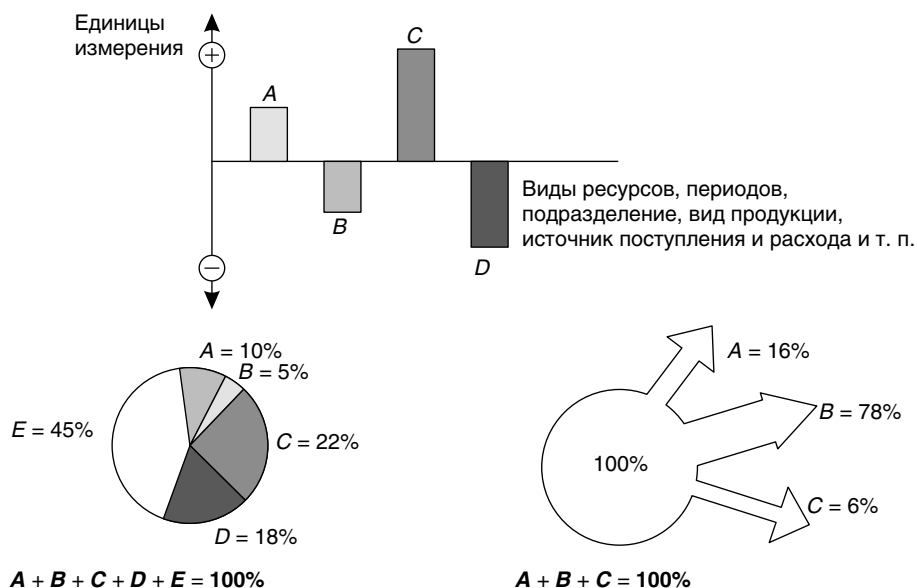 Единицы
измерения
+
A
B
C
D
−
Виды ресурсов, периодов,
подразделение, вид продукции,
источник поступления и расхода и т. п.
A = 10%
B = 5%
C = 22%
D = 18%
E = 45%
A + B + C + D + E = 100%
100%
A = 16%
B = 78%
C = 6%
A + B + C = 100%